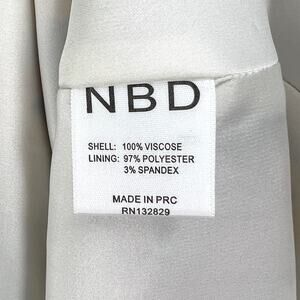 NBD
SHELL: 100% VISCOSE
LINING: 97% POLYESTER
3% SPANDEX
MADE IN PRC
RN132829